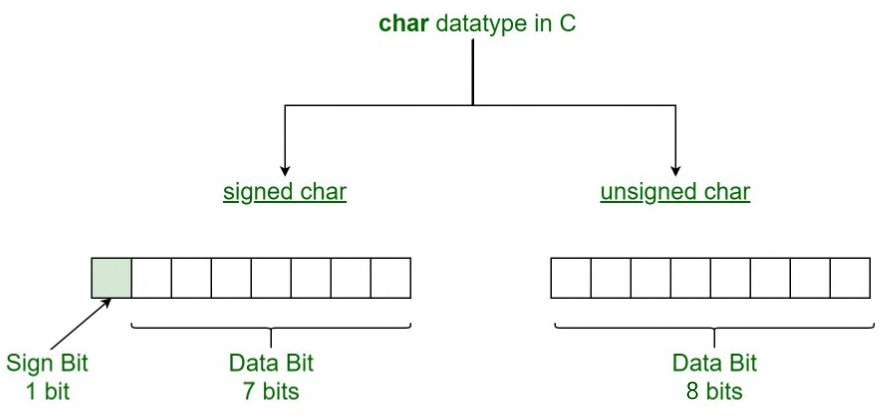 char datatype in C
signed char
unsigned char
Sign Bit
1 bit
Data Bit
7 bits
Data Bit
8 bits